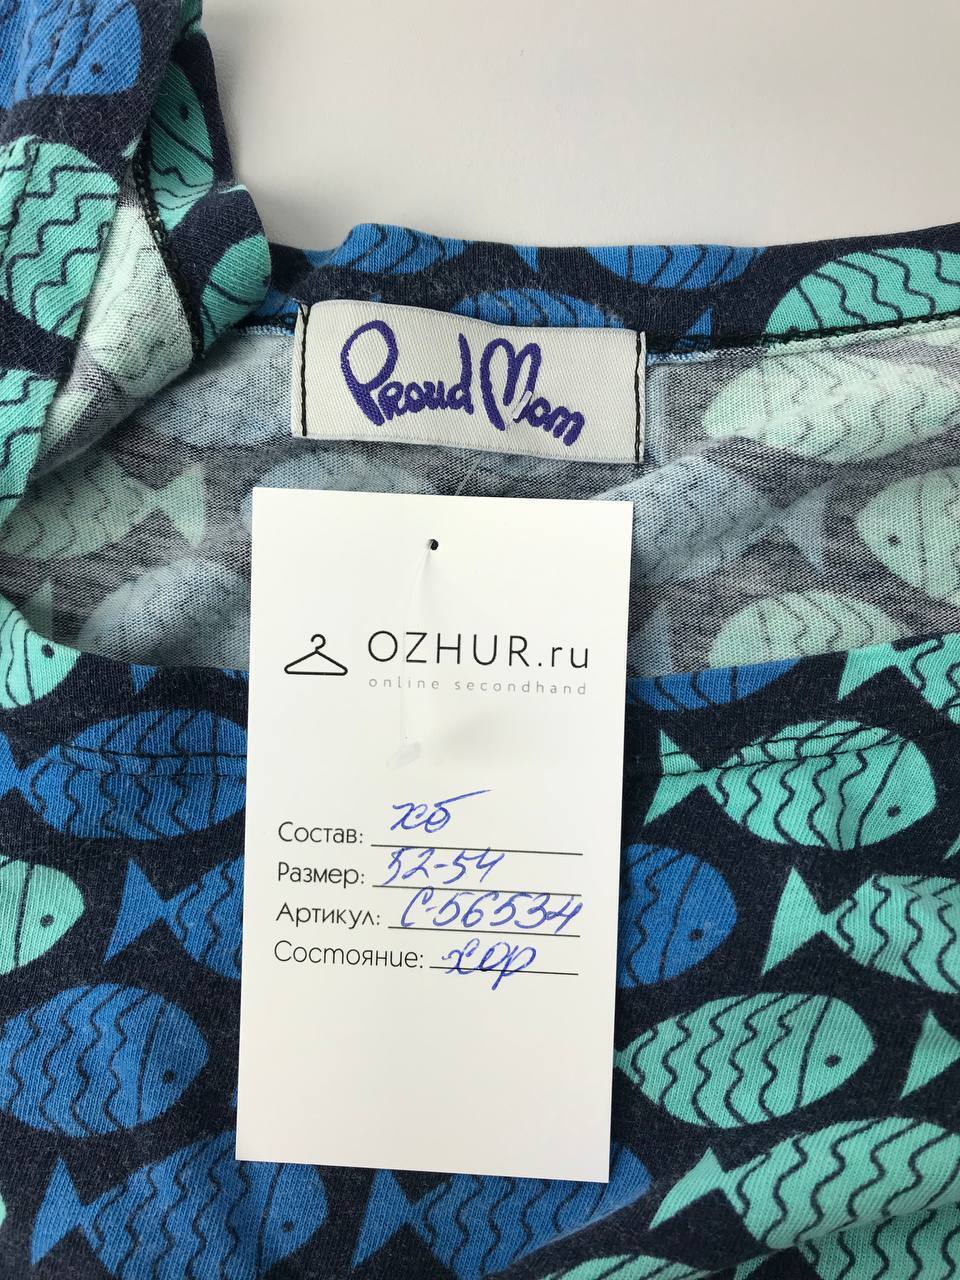 Proud Mom
OZHUR.ru
online secondhand
Состав: хб
Размер: 52-54
Артикул: С-56534
Состояние: хор